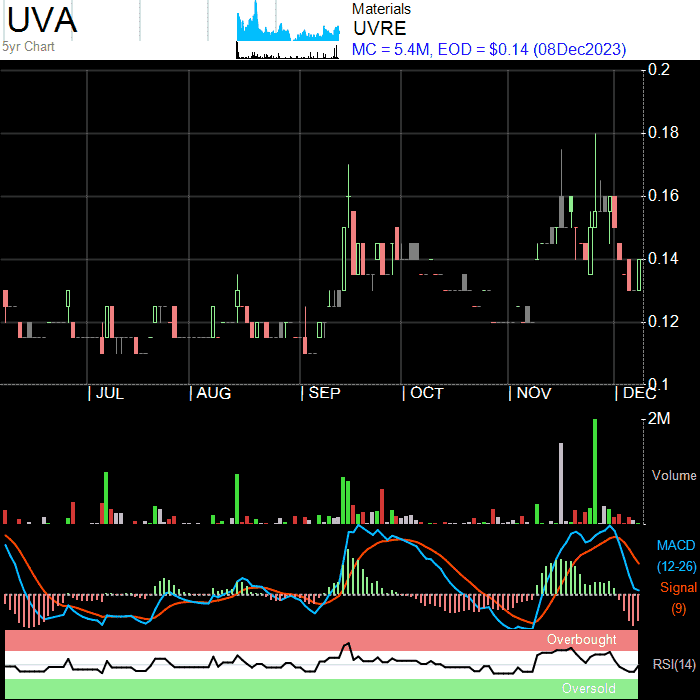 UVA
5yr Chart
Materials
UVRE
MC = 5.4M, EOD = $0.14 (08Dec2023)
0.2
0.18
0.16
0.14
0.12
0.1
JUL AUG SEP OCT NOV DEC
2M
Volume
MACD
(12-26)
Signal
(9)
Overbought
RSI(14)
Oversold